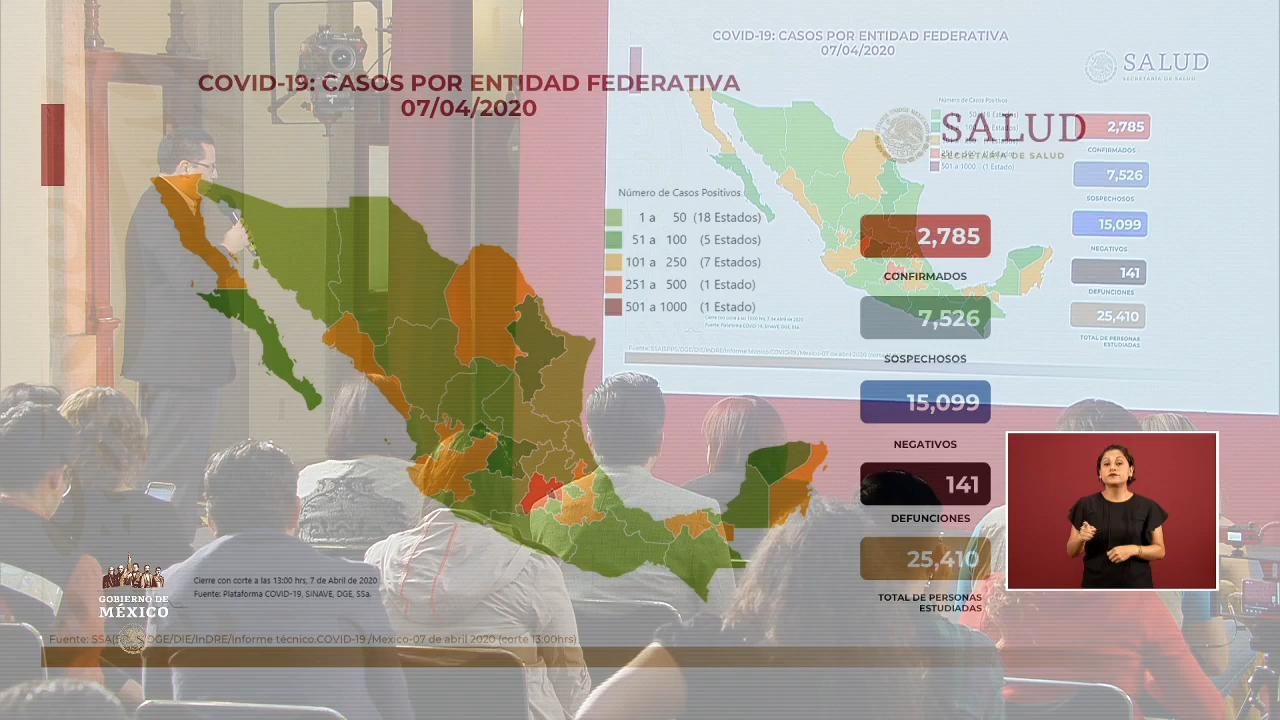 COVID-19: CASOS POR ENTIDAD FEDERATIVA
07/04/2020
SALUD
SECRETARÍA DE SALUD
COVID-19: CASOS POR ENTIDAD FEDERATIVA
07/04/2020
SALUD
SECRETARÍA DE SALUD
Número de Casos Positivos
2,785
CONFIRMADOS
7,526
SOSPECHOSOS
15,099
NEGATIVOS
141
DEFUNCIONES
25,410
TOTAL DE PERSONAS
ESTUDIADAS
Número de Casos Positivos
1 a 50 (18 Estados)
51 a 100 (5 Estados)
101 a 250 (7 Estados)
251 a 500 (1 Estado)
501 a 1000 (1 Estado)
2,785
CONFIRMADOS
7,526
SOSPECHOSOS
15,099
NEGATIVOS
141
DEFUNCIONES
25,410
TOTAL DE PERSONAS
ESTUDIADAS
Cierre con corte a las 13:00 hrs, 7 de Abril de 2020
Fuente: Plataforma COVID-19, SINAVE, DGE, SSa.
GOBIERNO DE
MÉXICO
DGE/DIE/InDRE/Informe técnico.COVID-19 /Mexico-07 de abril 2020 (corte 13:00hrs)